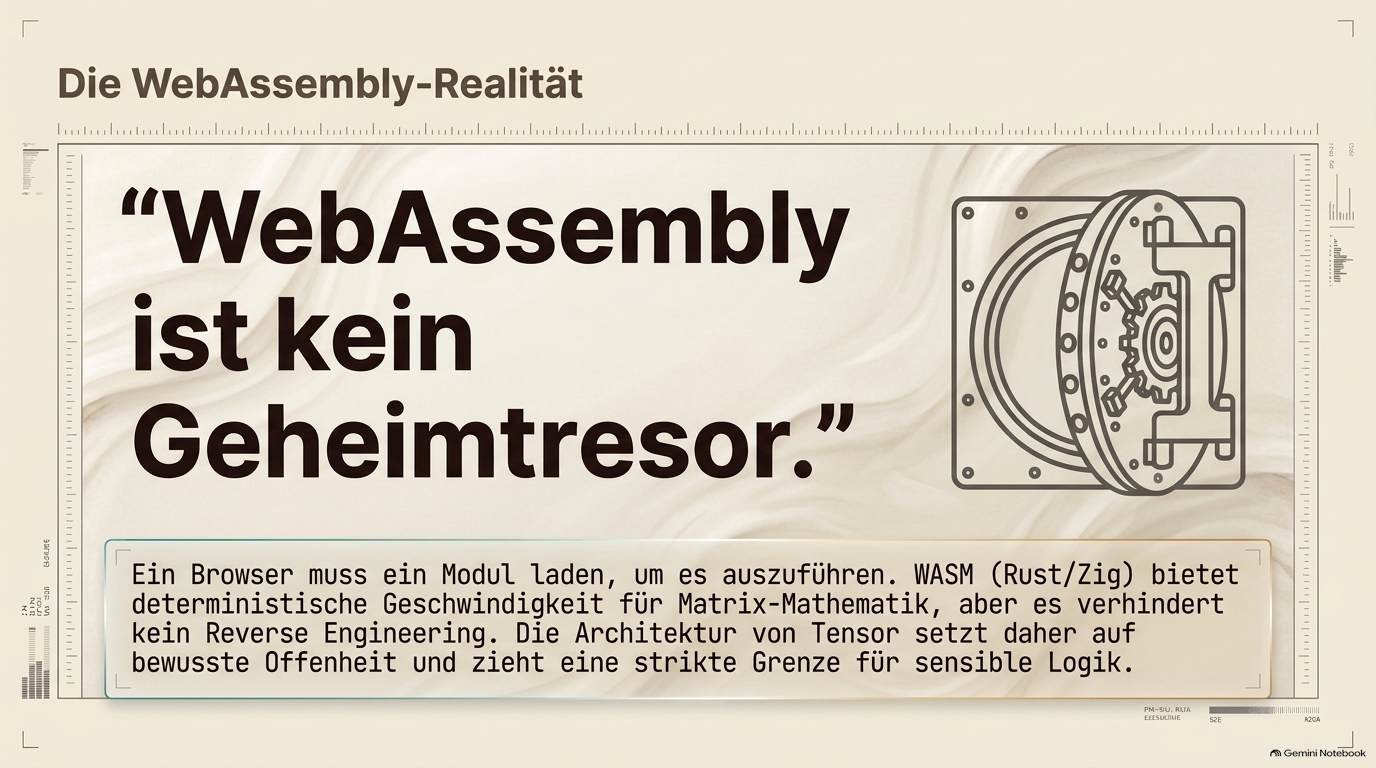 Die WebAssembly-Realität
“WebAssembly
ist kein
Geheimtresor.”
Ein Browser muss ein Modul laden, um es auszuführen. WASM (Rust/Zig) bietet
deterministische Geschwindigkeit für Matrix-Mathematik, aber es verhindert
kein Reverse Engineering. Die Architektur von Tensor setzt daher auf
bewusste Offenheit und zieht eine strikte Grenze für sensible Logik.
S2E
Gemini Notebook